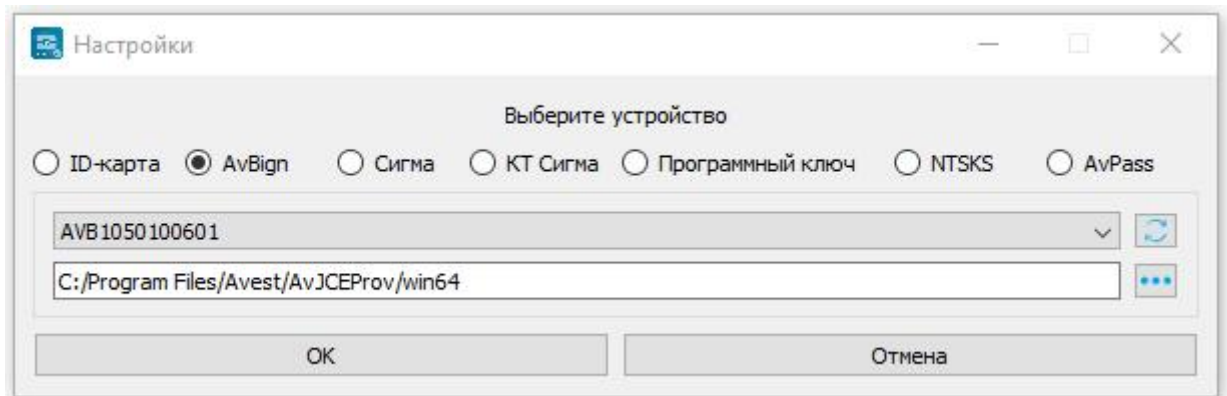 Настройки
Выберите устройство
ID-карта AvBign Сигма КТ Сигма Программный ключ NTSKS AvPass
AVB1050100601
C:/Program Files/Avest/AvJCEProv/win64
ОК Отмена